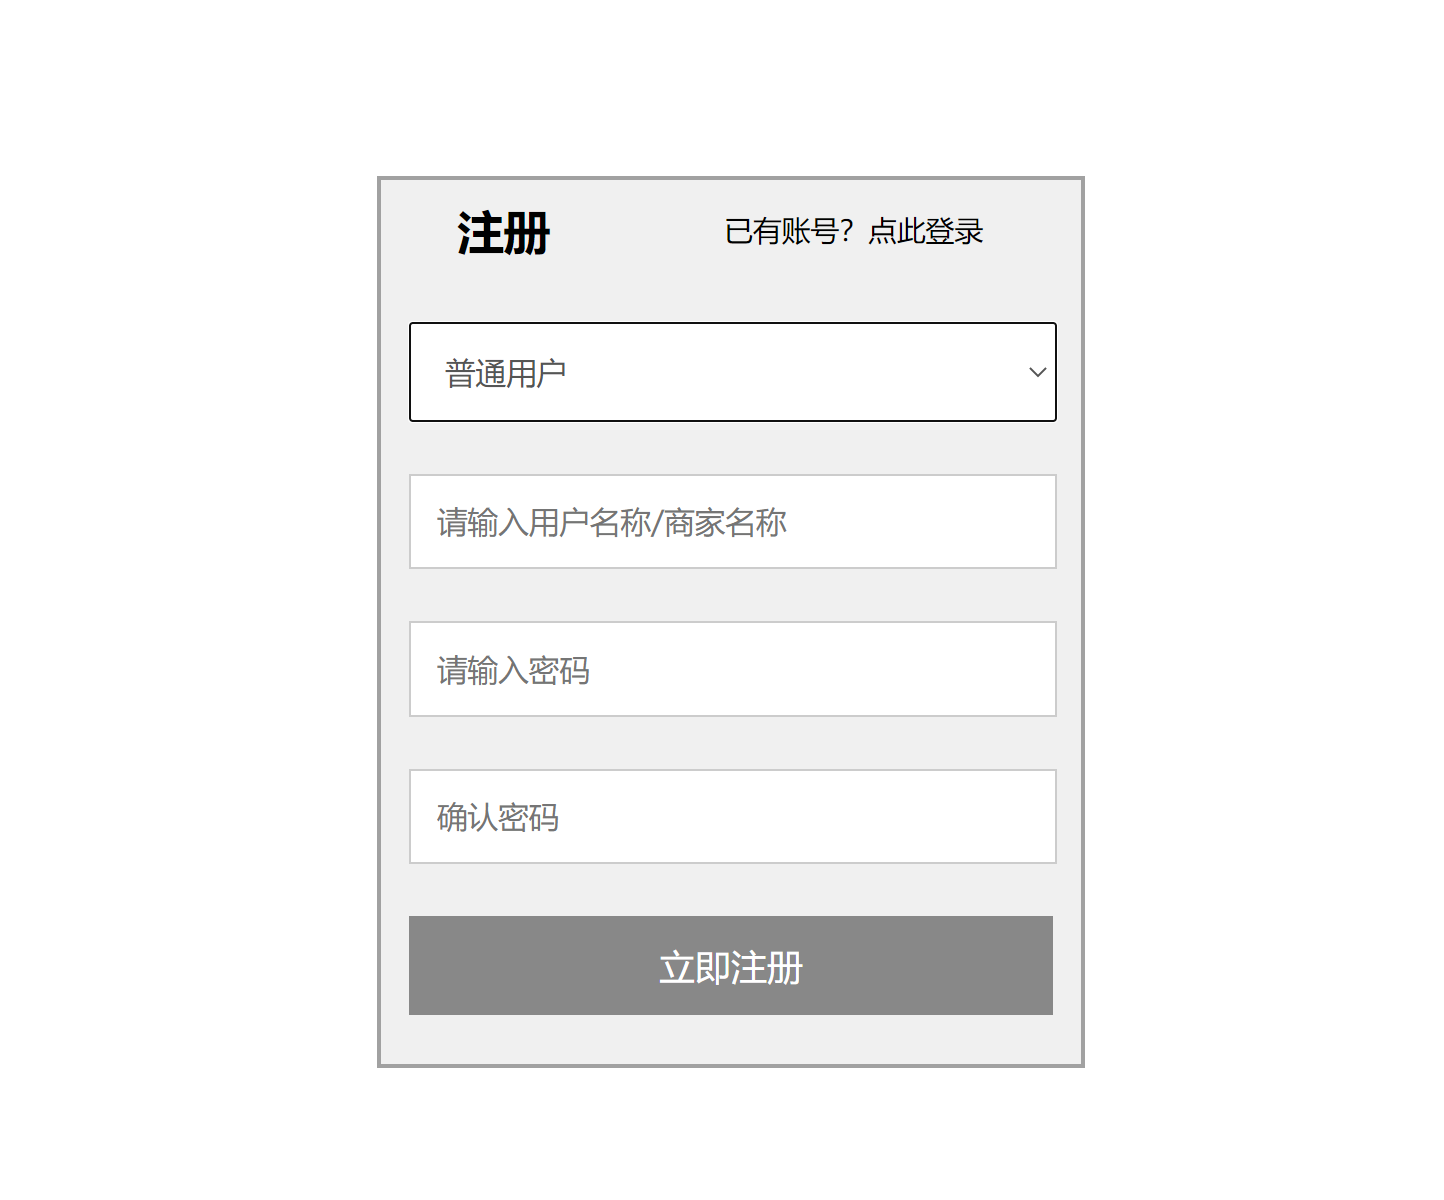 注册
已有账号？点此登录
普通用户
请输入用户名称/商家名称
请输入密码
确认密码
立即注册